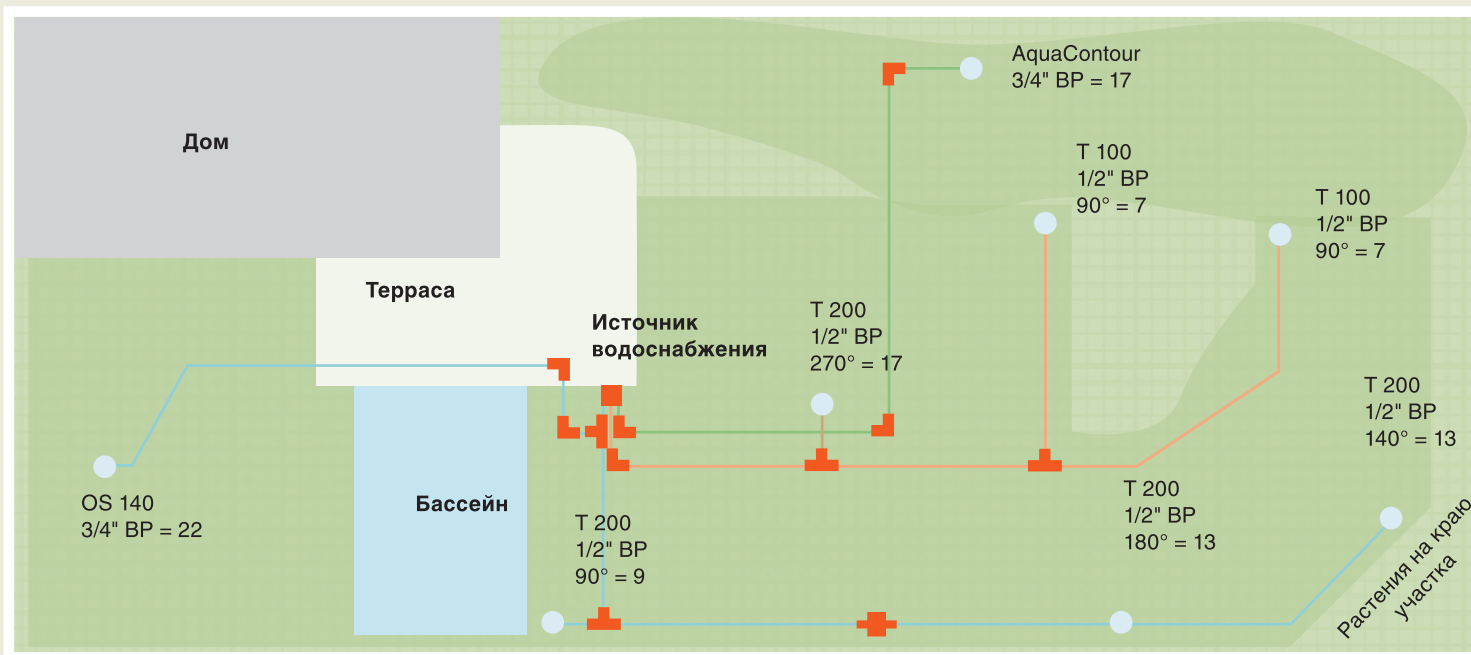 AquaContour
3/4" ВР = 17
Дом
T 100
1/2" ВР
90° = 7
T 100
1/2" ВР
90° = 7
Терраса
Источник
водоснабжения
T 200
1/2" ВР
270° = 17
T 200
1/2" ВР
140° = 13
OS 140
3/4" ВР = 22
Бассейн
T 200
1/2" ВР
90° = 9
T 200
1/2" ВР
180° = 13
Растения на краю
участка